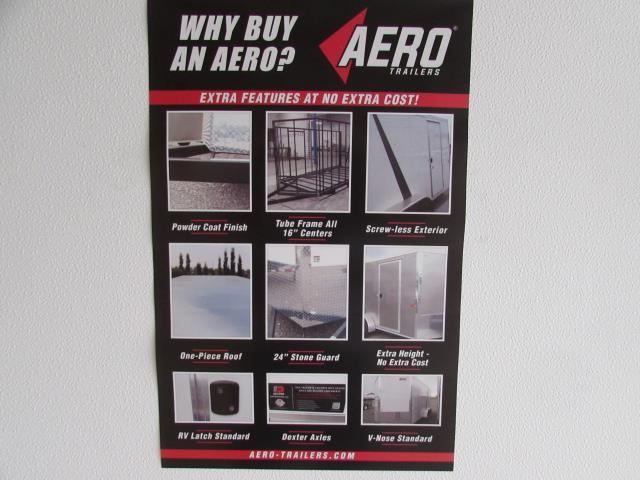 WHY BUY
AN AERO?
AERO®
TRAILERS
EXTRA FEATURES AT NO EXTRA COST!
Powder Coat Finish
Tube Frame All
16" Centers
Screw-less Exterior
One-Piece Roof
24" Stone Guard
Extra Height -
No Extra Cost
RV Latch Standard
Dexter Axles
V-Nose Standard
AERO-TRAILERS.COM